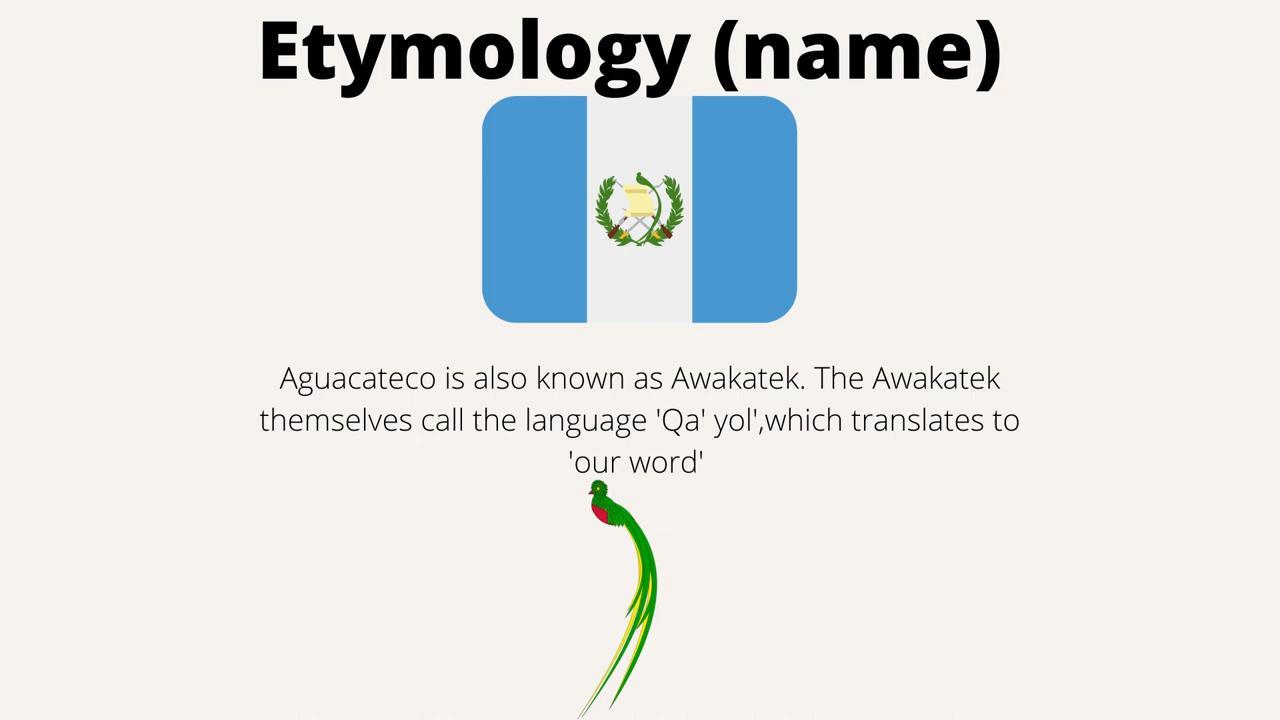 Etymology (name)
Aguacateco is also known as Awakatek. The Awakatek
themselves call the language 'Qa' yol',which translates to
'our word'